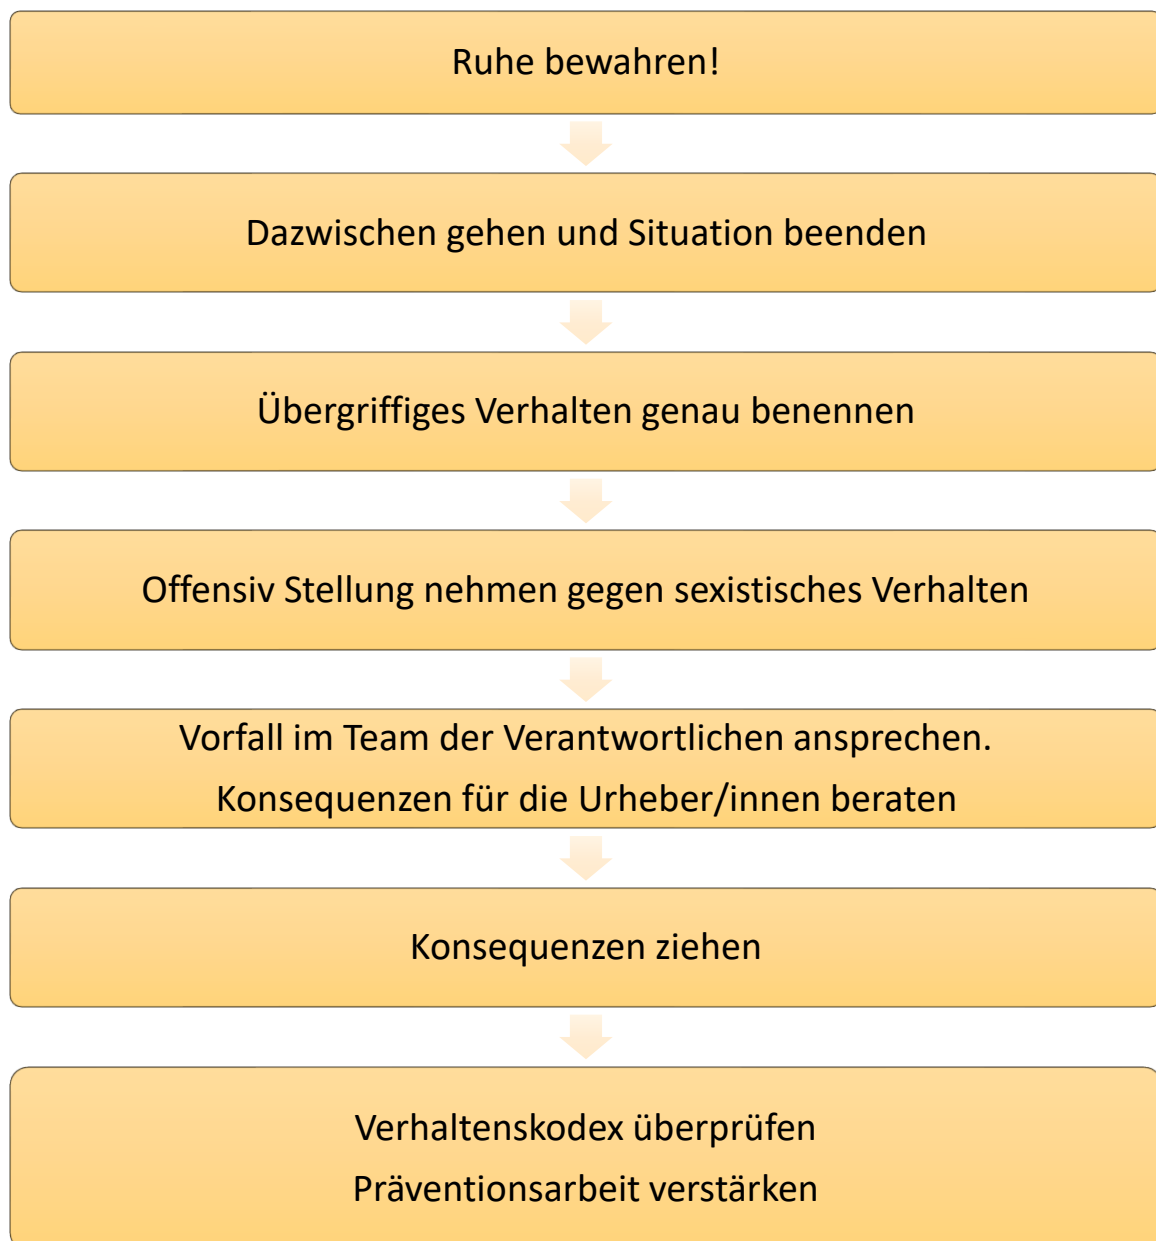 Ruhe bewahren!
Dazwischen gehen und Situation beenden
Übergriffiges Verhalten genau benennen
Offensiv Stellung nehmen gegen sexistisches Verhalten
Vorfall im Team der Verantwortlichen ansprechen.
Konsequenzen für die Urheber/innen beraten
Konsequenzen ziehen
Verhaltenskodex überprüfen
Präventionsarbeit verstärken